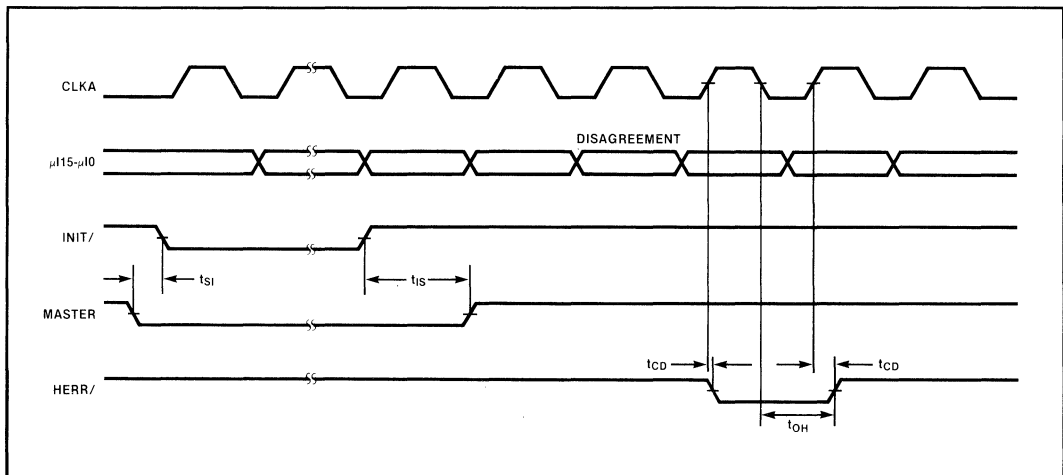 CLKA
DISAGREEMENT
μI15-μI0
INIT/
tSI
tIS
MASTER
tCD
tCD
HERR/
tOH